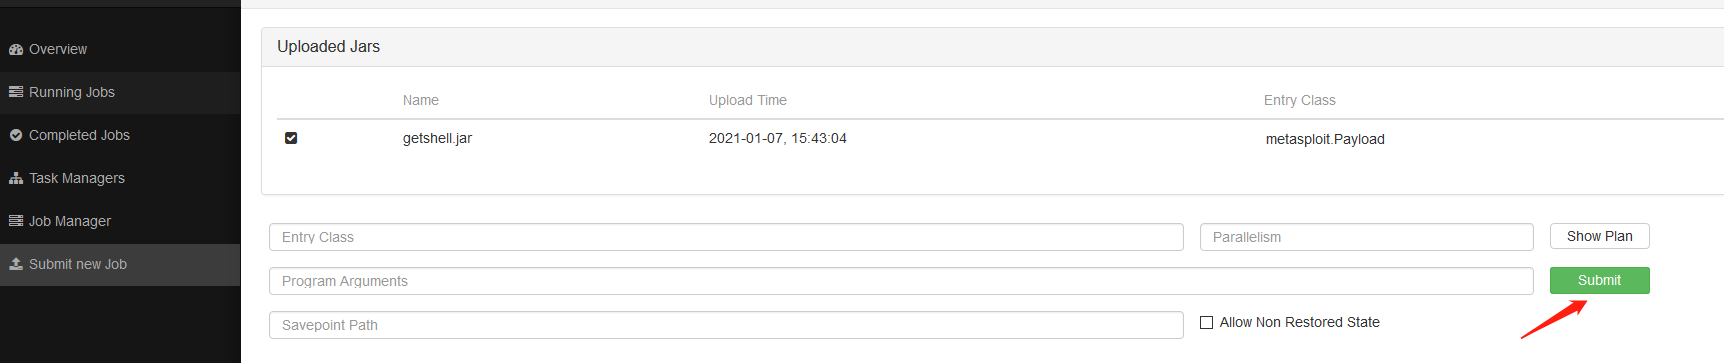 Overview
Running Jobs
Completed Jobs
Task Managers
Job Manager
Submit new Job
Uploaded Jars
Name Upload Time Entry Class
getshell.jar 2021-01-07, 15:43:04 metasploit.Payload
Entry Class Parallelism Show Plan
Program Arguments Submit
Savepoint Path Allow Non Restored State